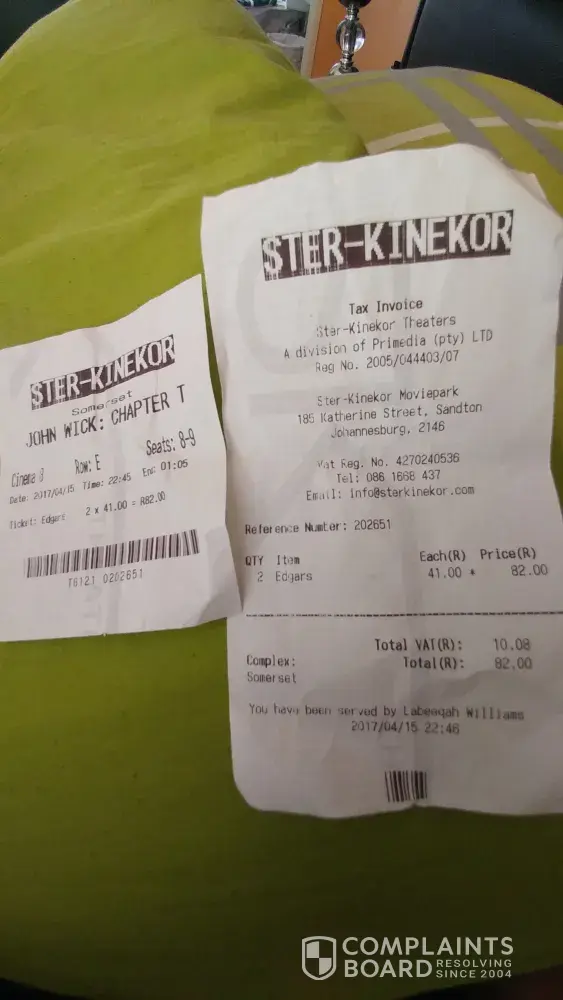 STER-KINEKOR
Somerset
JOHN WICK: CHAPTER T
Cinema 8 Row: E Seats: 8-9
Date: 2017/04/15 Time: 22:45 End: 01:05
Ticket: Edgars 2 x 41.00 = R82.00
T6121 0202651
STER-KINEKOR
Tax Invoice
Ster-Kinekor Theaters
A division of Primedia (pty) LTD
Reg No. 2005/044403/07
Ster-Kinekor Moviepark
185 Katherine Street, Sandton
Johannesburg, 2146
Vat Reg. No. 4270240536
Tel: 086 1668 437
Email: info@sterkinekor.com
Reference Number: 202651
QTY Item Each(R) Price(R)
2 Edgars 41.00 * 82.00
Total VAT(R): 10.08
Complex: Total(R): 82.00
Somerset
You have been served by Labeeqah Williams
2017/04/15 22:46
COMPLAINTS
BOARD RESOLVING
SINCE 2004